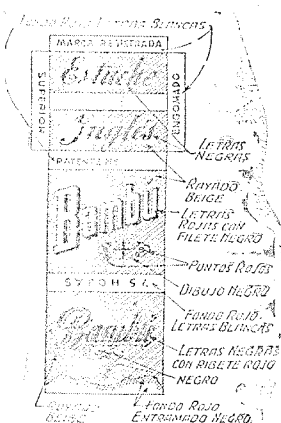 FONDO ROJO LETRAS BLANCAS
MARCA REGISTRADA
SUPERIOR
ENGOMADO
Estuche
Inglés
LETRAS
NEGRAS
RAYADO
BEIGE
Bambú
LETRAS
ROJAS CON
FILETE NEGRO
PUNTOS ROJOS
DIBUJO NEGRO
75 HOJAS
FONDO ROJO
LETRAS BLANCAS
Bambú
LETRAS NEGRAS
CON RIBETE ROJO
NEGRO
RAYADO
BEIGE
FONDO ROJO
ENTRAMADO NEGRO